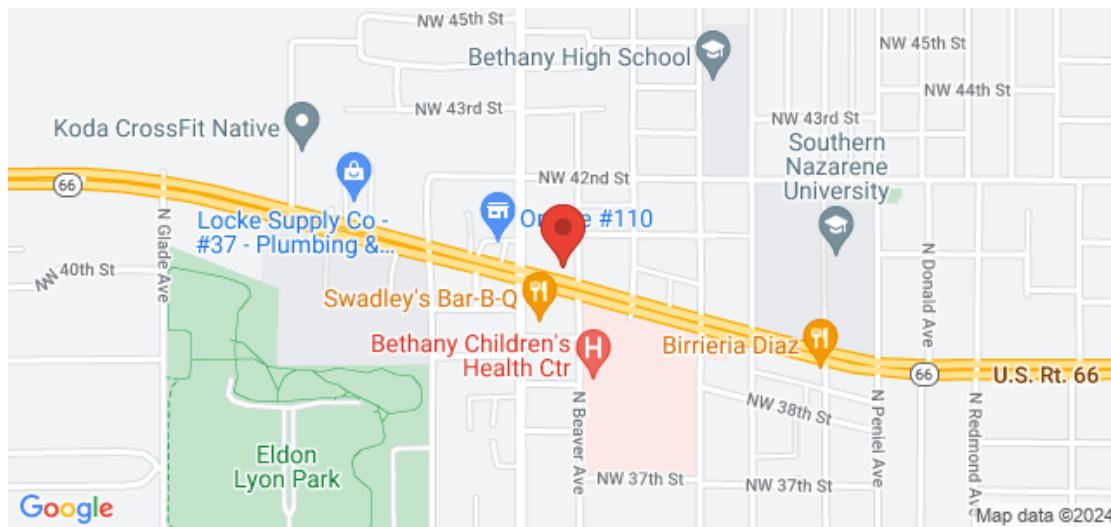 NW 45th St
Bethany High School
NW 45th St
NW 44th St
NW 43rd St
NW 43rd St
Koda CrossFit Native
Southern
Nazarene
University
66
NW 42nd St
N Glade Ave
Locke Supply Co -
#37 - Plumbing &...
#110
40th St
N Donald Ave
Swadley's Bar-B-Q
Bethany Children's
Health Ctr
H
Birrieria Diaz
66
U.S. Rt. 66
N Beaver Ave
NW 38th St
N Peniel Ave
N Redmond Ave
Eldon
Lyon Park
NW 37th St
NW 37th St
Google
Map data ©2024